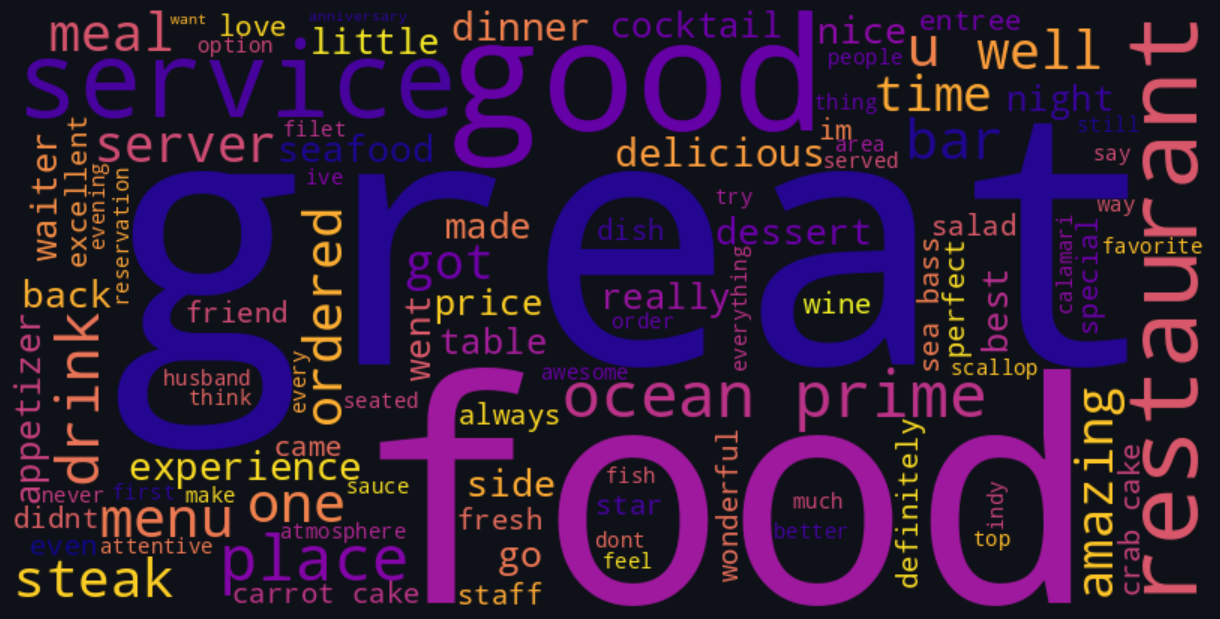 want
love
anniversary
meal
option
little
dinner
cocktail
nice
entree
people
u
well
service
good
thing
time
night
restaurant
server
filet
seafood
im
area
served
bar
still
delicious
say
waiter
excellent
evening
reservation
ive
great
try
way
made
dish
dessert
salad
favorite
calamari
special
ordered
got
really
order
everything
wine
sea bass
perfect
best
back
friend
price
went
table
scallop
appetizer
drink
husband
think
every
seated
awesome
always
ocean prime
amazing
came
food
experience
sauce
side
fish
wonderful
definitely
crab cake
never
first
make
one
star
much
indy
didnt
menu
atmosphere
fresh
better
top
even
attentive
dont
feel
place
go
steak
carrot cake
staff